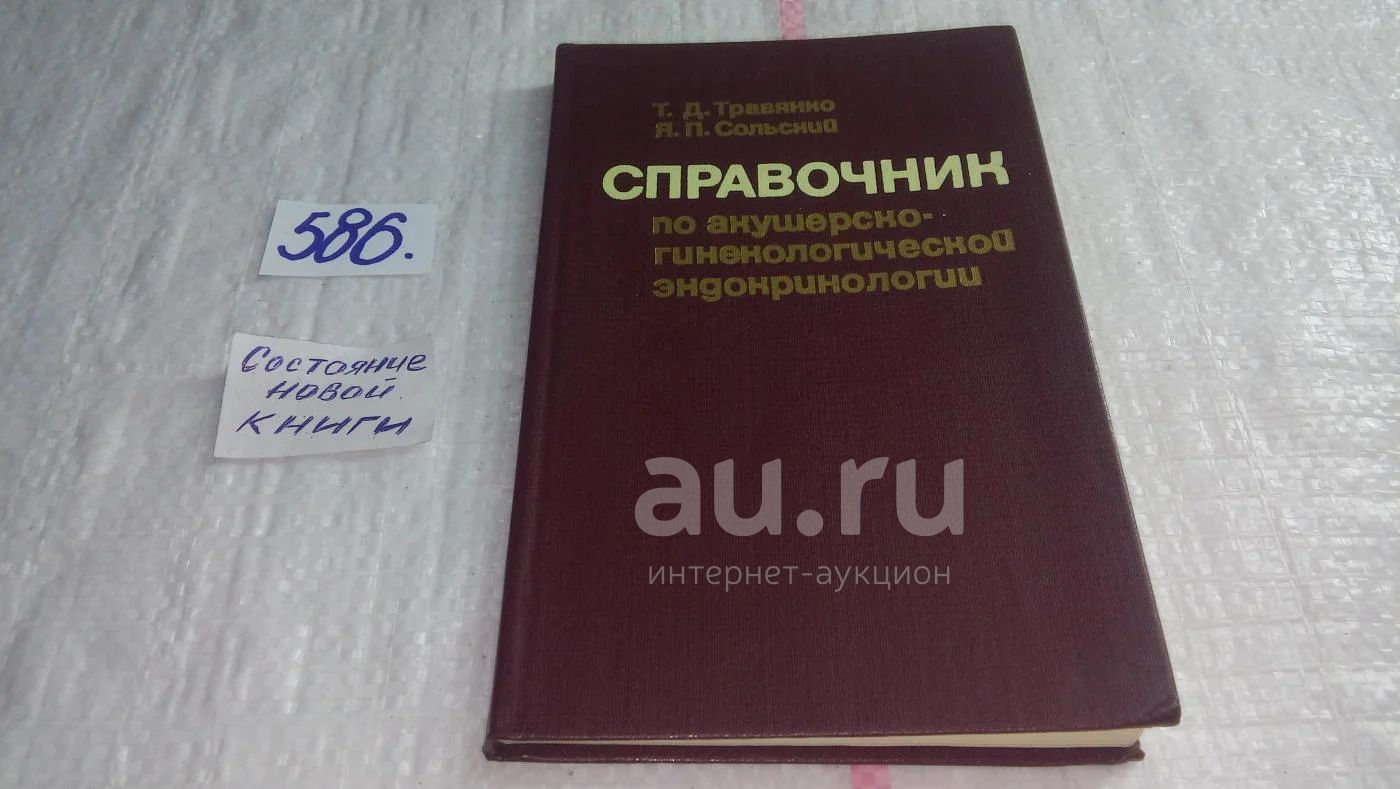 Т. Д. Травянко
Я. П. Сольский
СПРАВОЧНИК
по акушерско-
гинекологической
эндокринологии
586.
Состояние
новой
книги
au.ru
интернет-аукцион